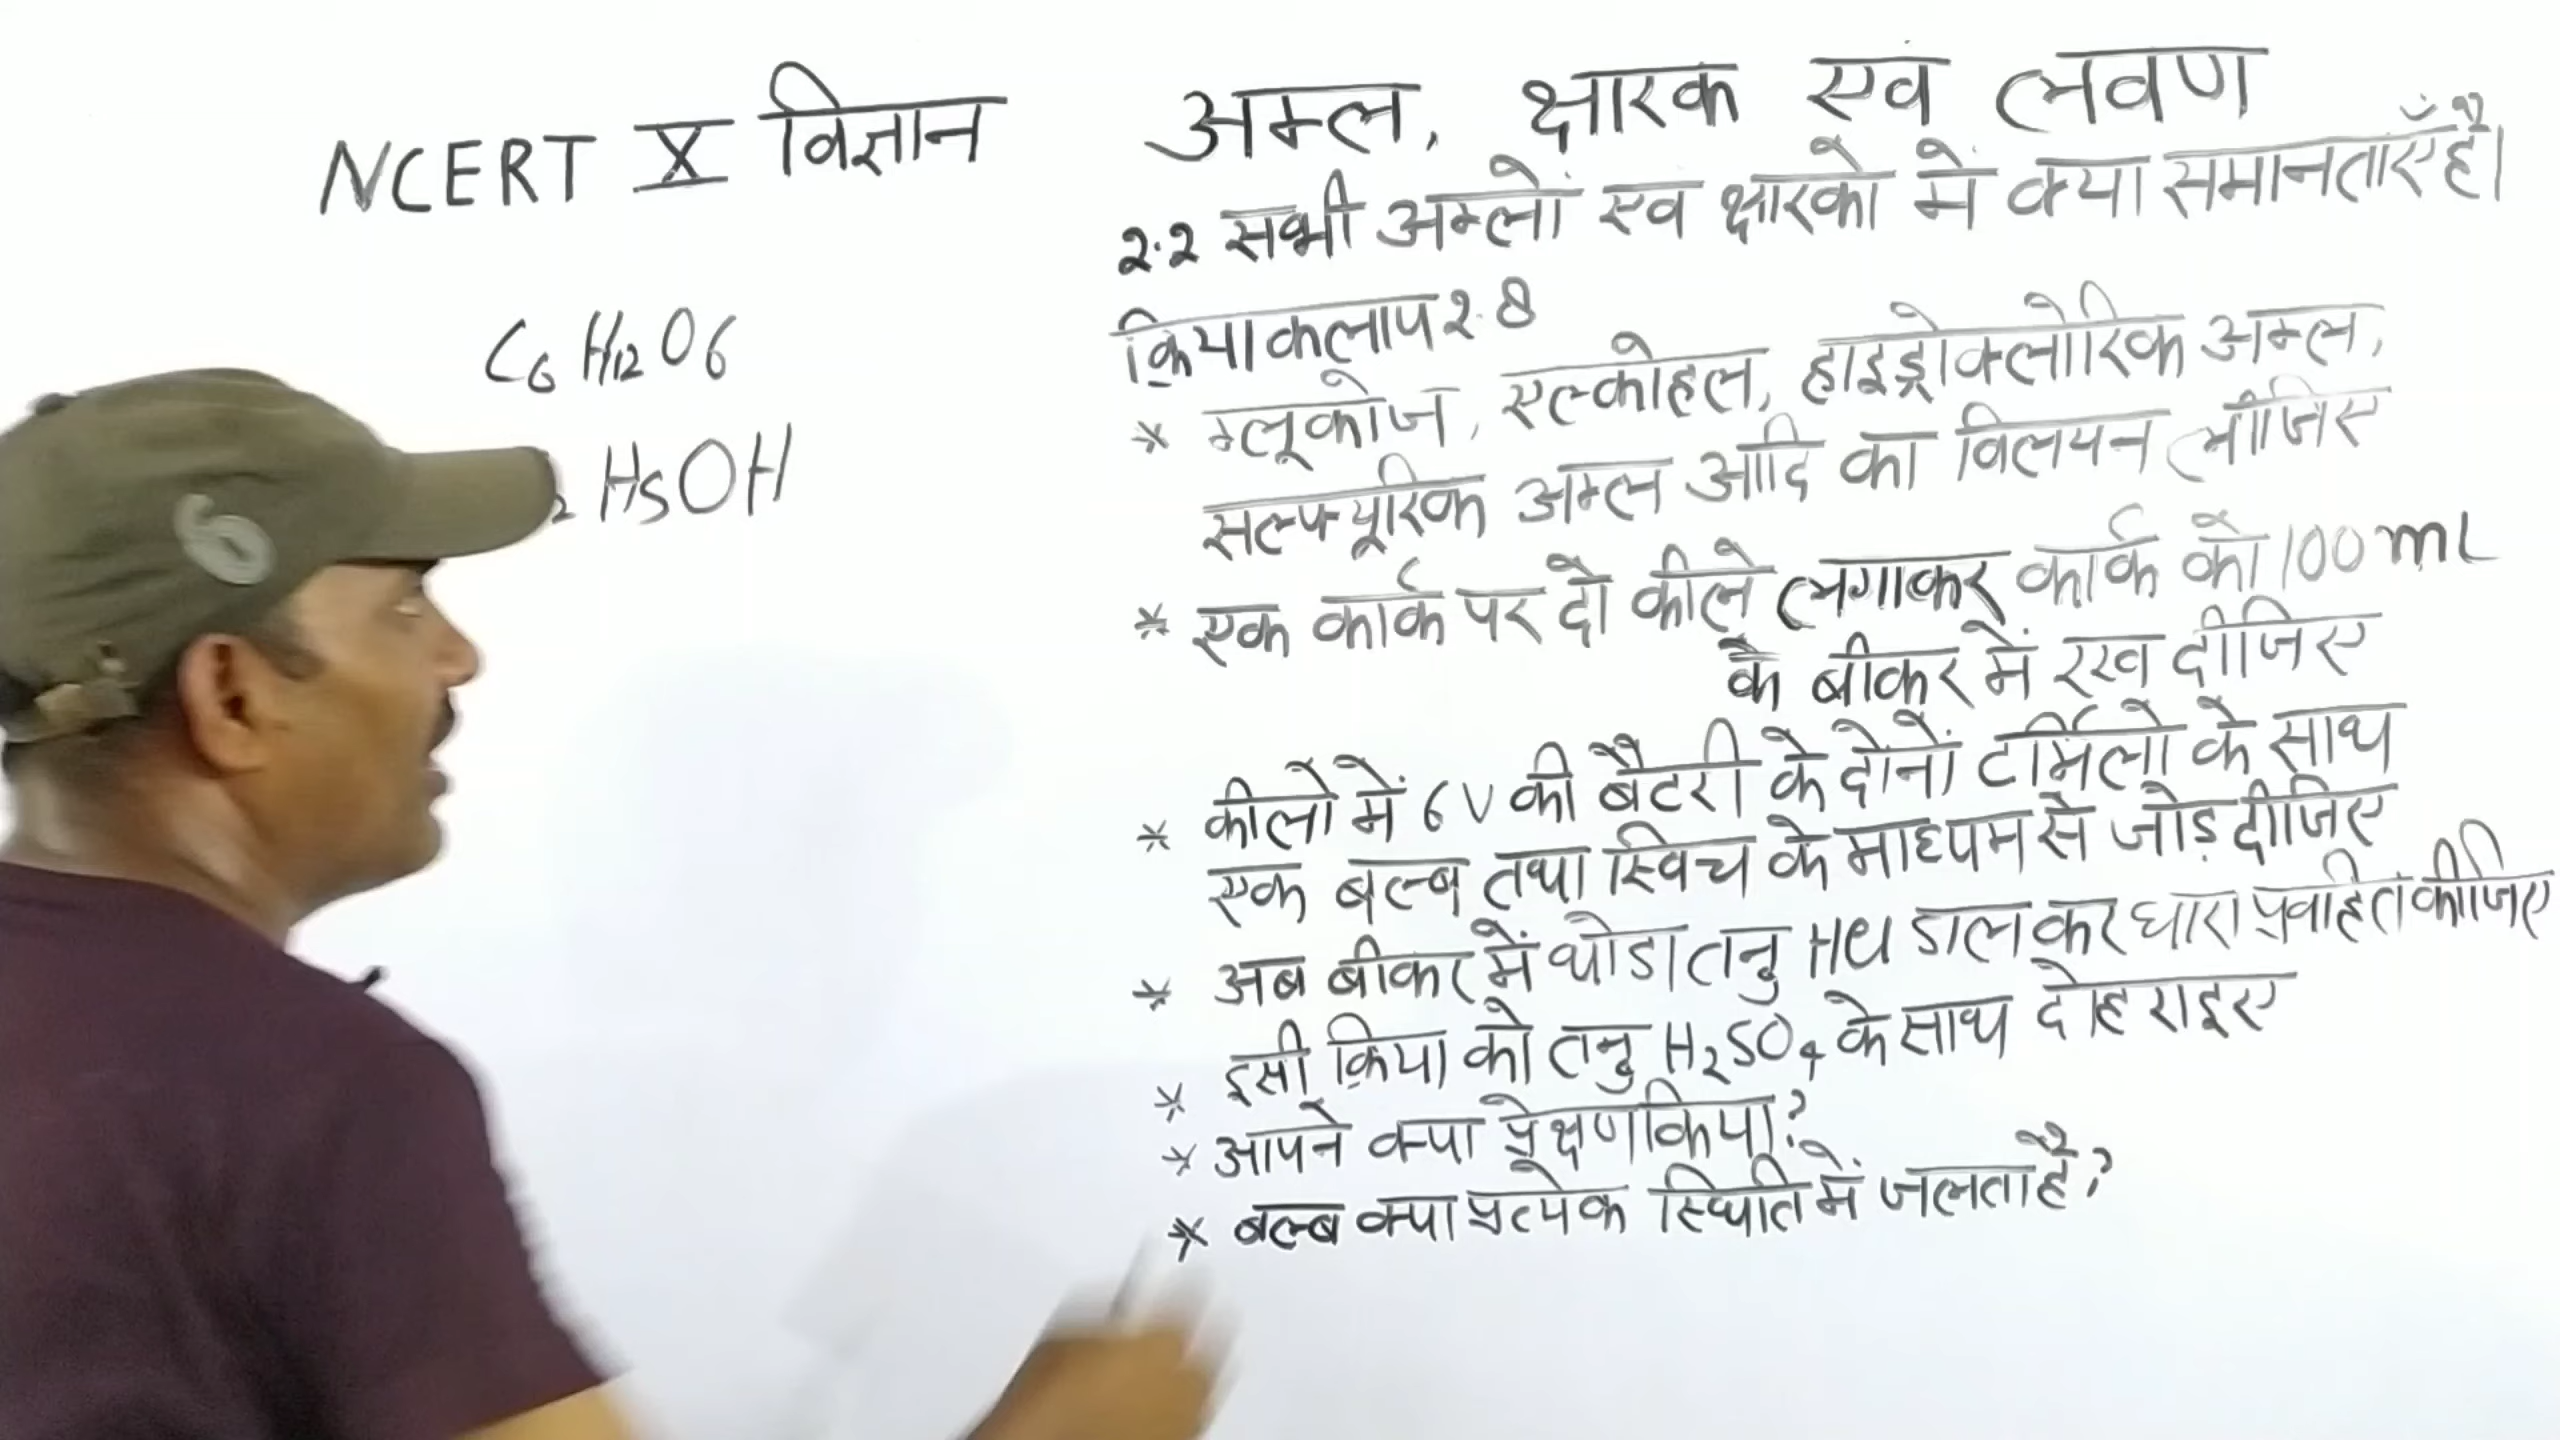 NCERT X विज्ञान
अम्ल, क्षारक एव लवण
2.2 सभी अम्लों एव क्षारको में क्या समानताएँ है।
क्रियाकलाप 2.8
* ग्लूकोज, एल्कोहल, हाइड्रोक्लोरिक अम्ल,
सल्फ्यूरिक अम्ल आदि का विलयन लीजिए
* एक कार्क पर दो कीले लगाकर कार्क को 100 mL
के बीकर में रख दीजिए
* कीलो में 6V की बैटरी के दोनों टर्मिलो के साथ
एक बल्ब तथा स्विच के माध्यम से जोड़ दीजिए
* अब बीकर में थोडा तनु HCl डालकर धारा प्रवाहित कीजिए
* इसी क्रिया को तनु H₂SO₄ के साथ दोहराइए
* आपने क्या प्रेक्षण किया?
* बल्ब क्या प्रत्येक स्थिति में जलता है?
C₆H₁₂O₆
₂H₅OH
6